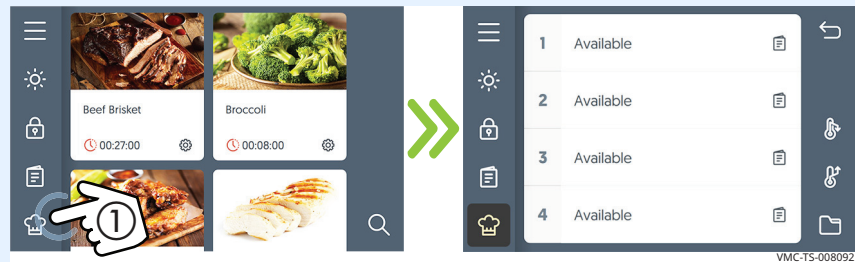 Beef Brisket
Broccoli
00:27:00
00:08:00
1
1 Available
2 Available
3 Available
4 Available
VMC-TS-008092